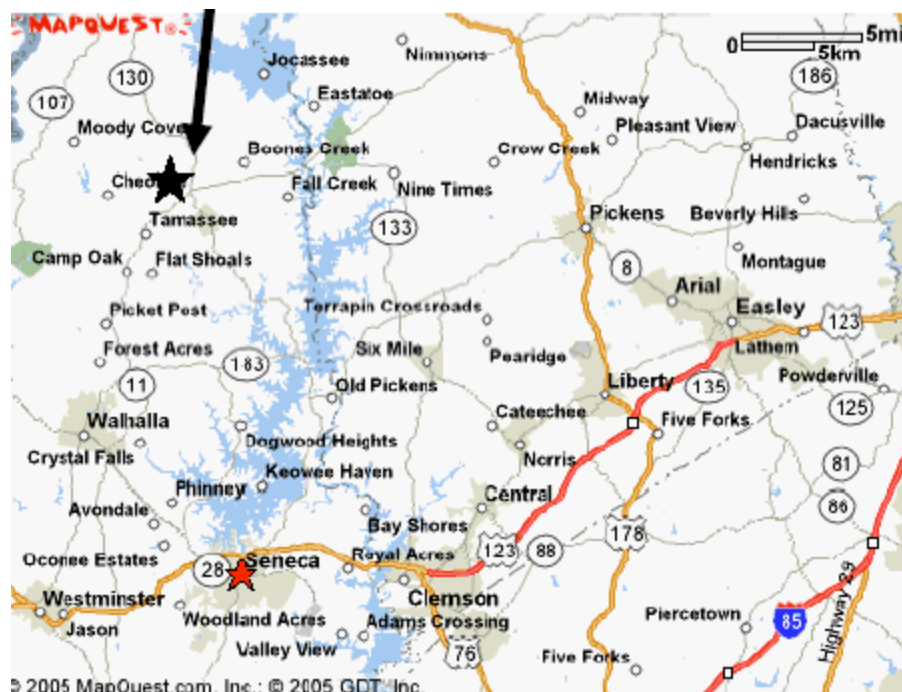 MAPQUEST®
0 5mi
5km
Jocassee
Nimmons
130
186
Eastatoe
107
Midway
Moody Cove
Pleasant View
Dacusville
Boones Creek
Crow Creek
Hendricks
Fall Creek
Nine Times
Tamassee
133
Pickens
Beverly Hills
Camp Oak
Flat Shoals
8
Montague
Arial
Picket Post
Terrapin Crossroads
Easley
123
Forest Acres
183
Six Mile
Pearidge
Lathem
11
Old Pickens
Liberty
135
Powderville
Walhalla
Cateechee
Five Forks
125
Crystal Falls
Dogwood Heights
Norris
81
Keowee Haven
Phinney
Central
86
Avondale
Bay Shores
178
Oconee Estates
Seneca
Royal Acres
123
88
28
Westminster
Clemson
Jason
Woodland Acres
Adams Crossing
Piercetown
85
Highway 29
Valley View
76
Five Forks
© 2005 MapQuest.com, Inc.; © 2005 GDT, Inc.